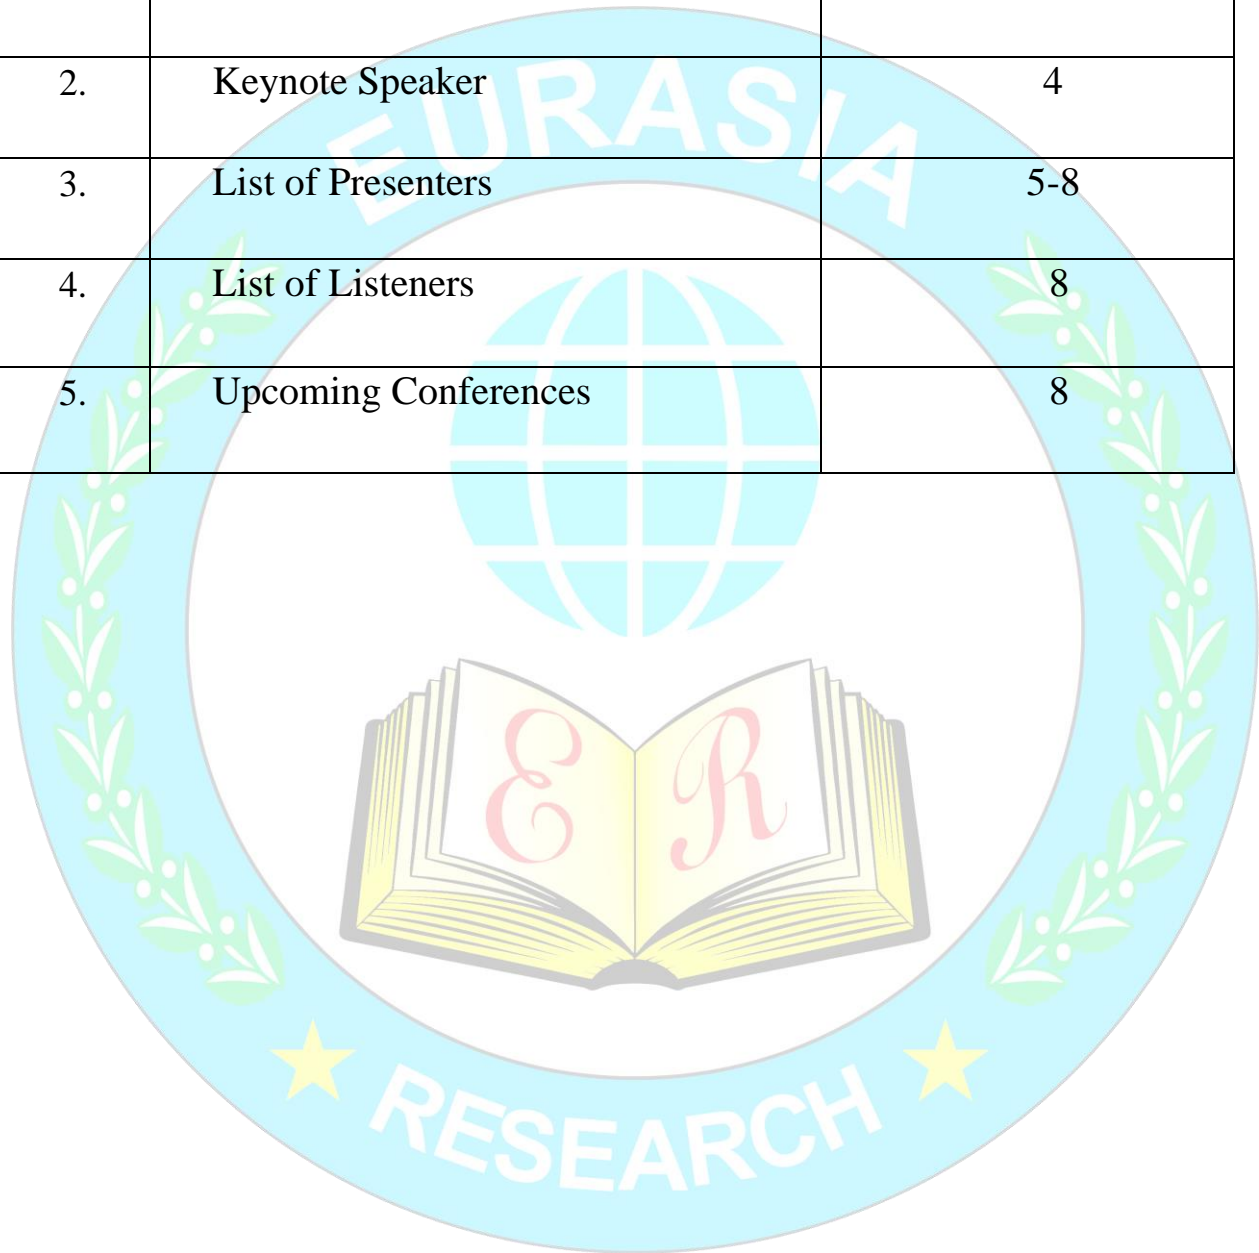 2. Keynote Speaker 4
3. List of Presenters 5-8
4. List of Listeners 8
5. Upcoming Conferences 8
EURASIA
E R
RESEARCH